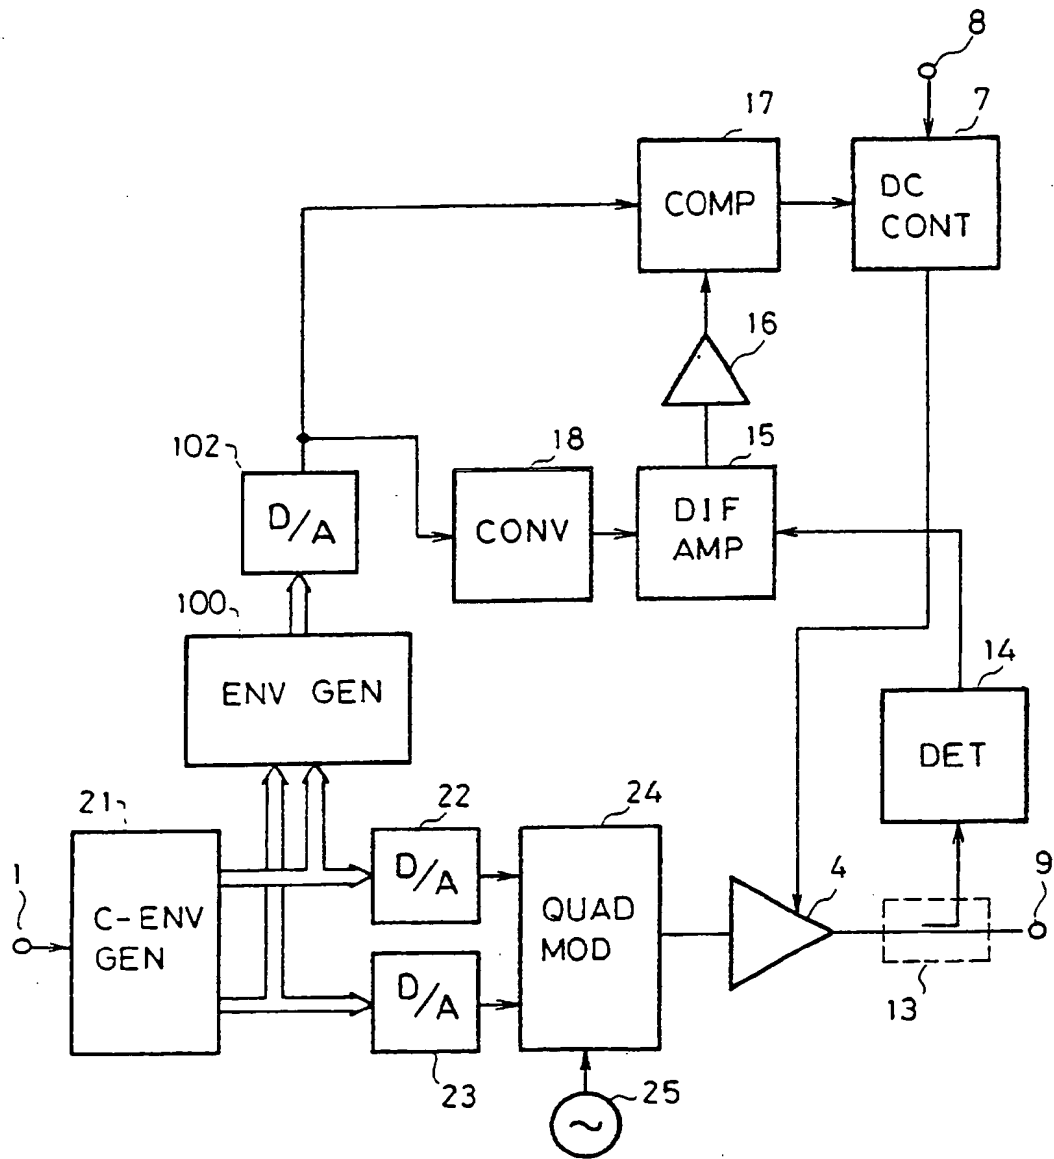 8
17
7
COMP
DC
CONT
16
102
18
15
D/A
CONV
DIF
AMP
100
14
ENV GEN
DET
21
22
24
1
D/A
4
9
C-ENV
GEN
QUAD
MOD
D/A
13
23
25
~